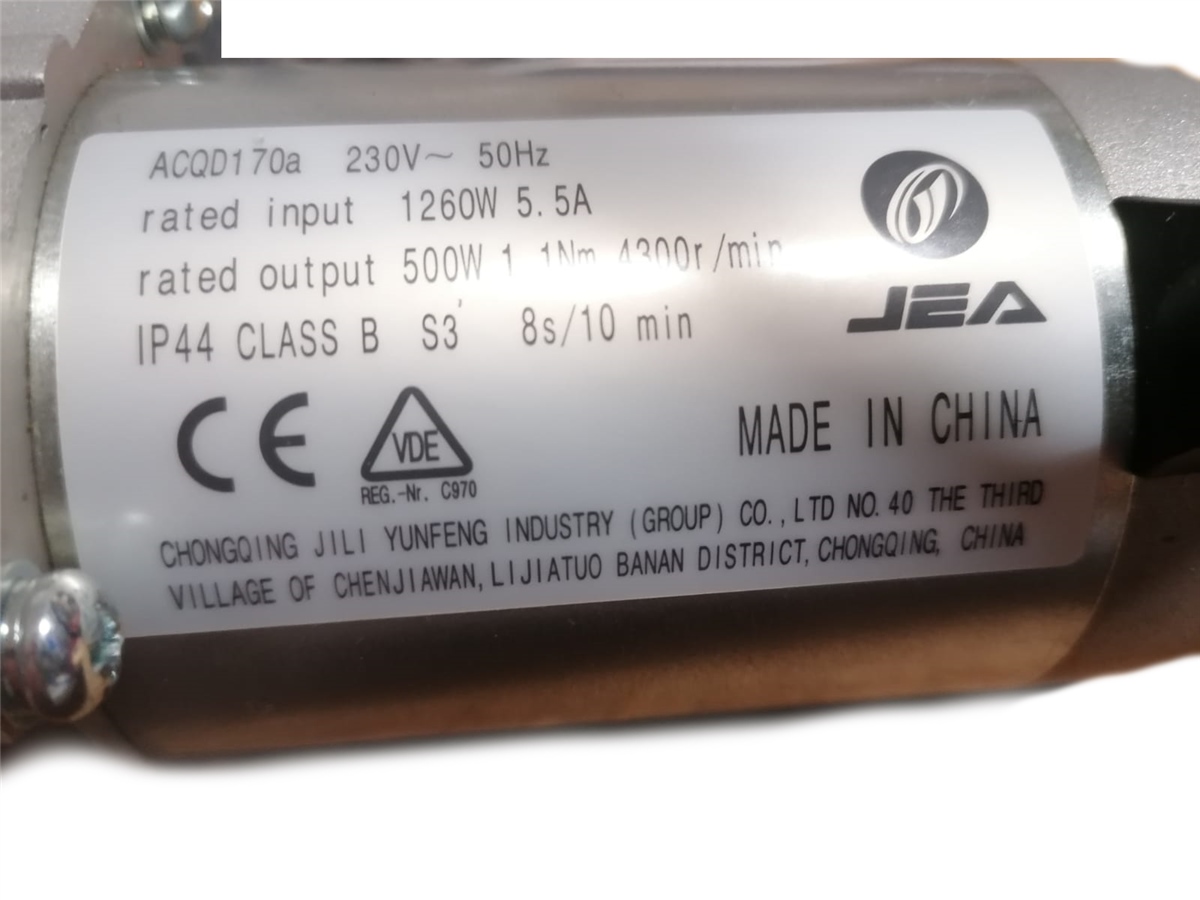 ACQD170a 230V~ 50Hz
rated input 1260W 5.5A
rated output 500W 1.1Nm 4300r/min
IP44 CLASS B S3 8s/10 min
JEA
CE
VDE
REG.-Nr. C970
MADE IN CHINA
CHONGQING JILI YUNFENG INDUSTRY (GROUP) CO.,LTD NO.40 THE THIRD
VILLAGE OF CHENJIAWAN, LIJIATUO BANAN DISTRICT, CHONGQING, CHINA